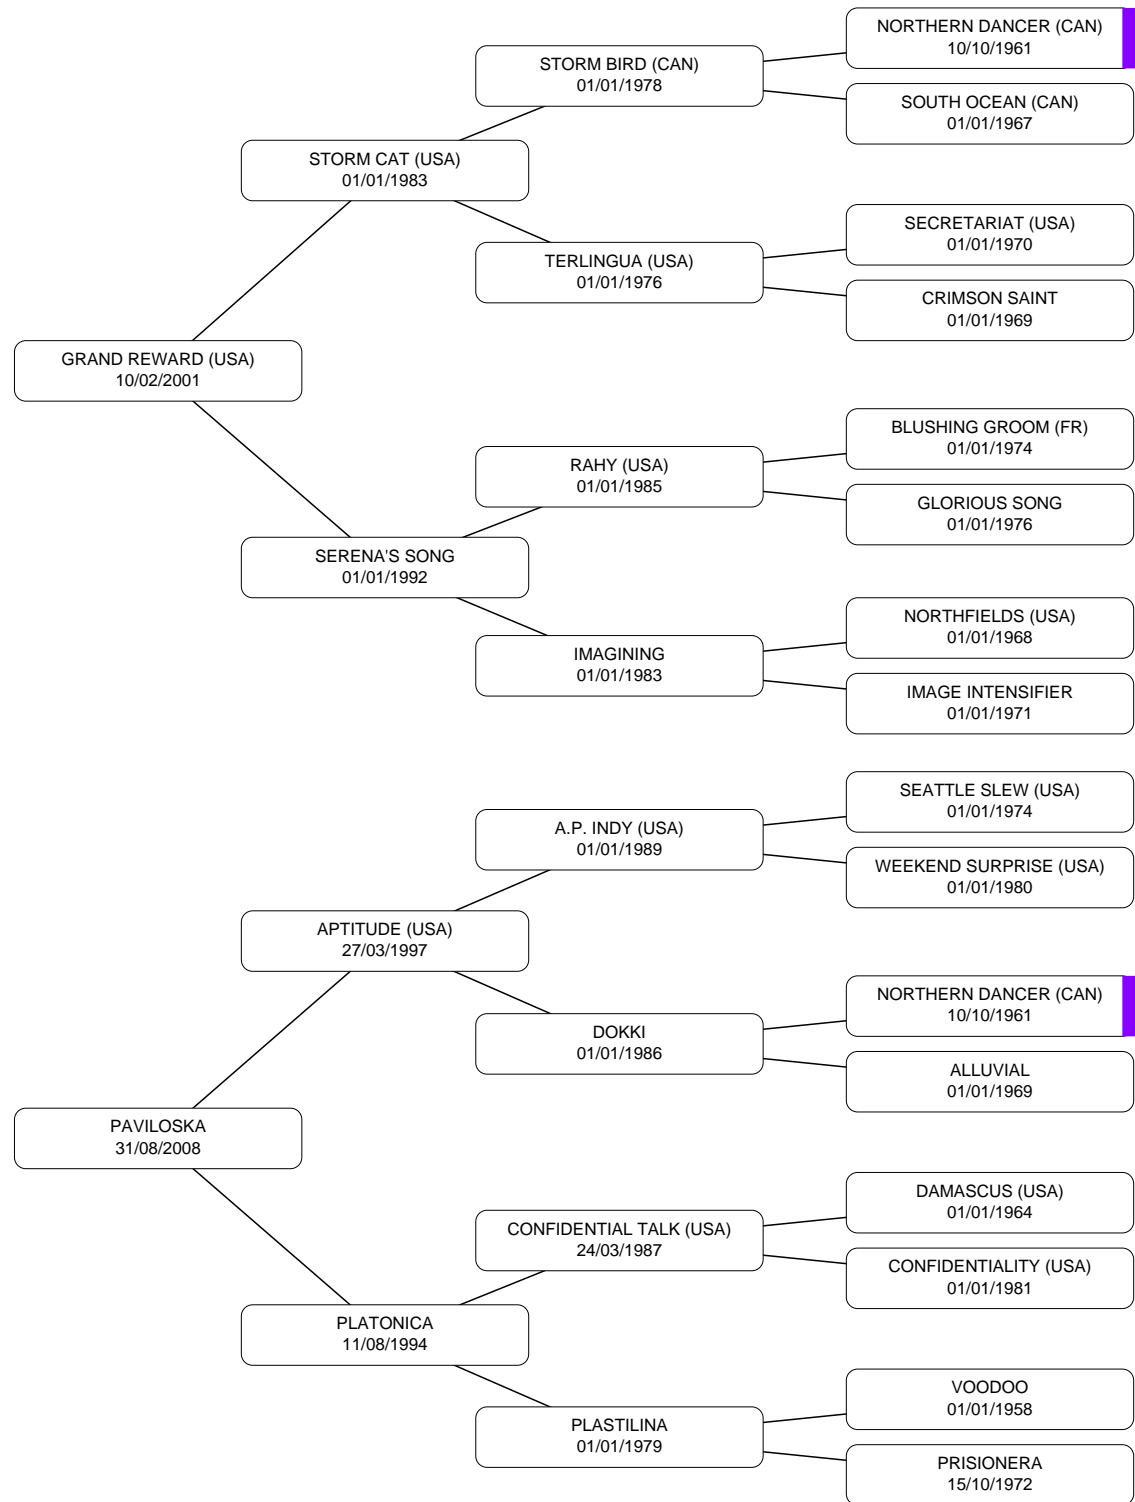 NORTHERN DANCER (CAN)
10/10/1961
STORM BIRD (CAN)
01/01/1978
SOUTH OCEAN (CAN)
01/01/1967
STORM CAT (USA)
01/01/1983
SECRETARIAT (USA)
01/01/1970
TERLINGUA (USA)
01/01/1976
CRIMSON SAINT
01/01/1969
GRAND REWARD (USA)
10/02/2001
BLUSHING GROOM (FR)
01/01/1974
RAHY (USA)
01/01/1985
GLORIOUS SONG
01/01/1976
SERENA'S SONG
01/01/1992
NORTHFIELDS (USA)
01/01/1968
IMAGINING
01/01/1983
IMAGE INTENSIFIER
01/01/1971
SEATTLE SLEW (USA)
01/01/1974
A.P. INDY (USA)
01/01/1989
WEEKEND SURPRISE (USA)
01/01/1980
APTITUDE (USA)
27/03/1997
NORTHERN DANCER (CAN)
10/10/1961
DOKKI
01/01/1986
ALLUVIAL
01/01/1969
PAVILOSKA
31/08/2008
DAMASCUS (USA)
01/01/1964
CONFIDENTIAL TALK (USA)
24/03/1987
CONFIDENTIALITY (USA)
01/01/1981
PLATONICA
11/08/1994
VOODOO
01/01/1958
PLASTILINA
01/01/1979
PRISIONERA
15/10/1972